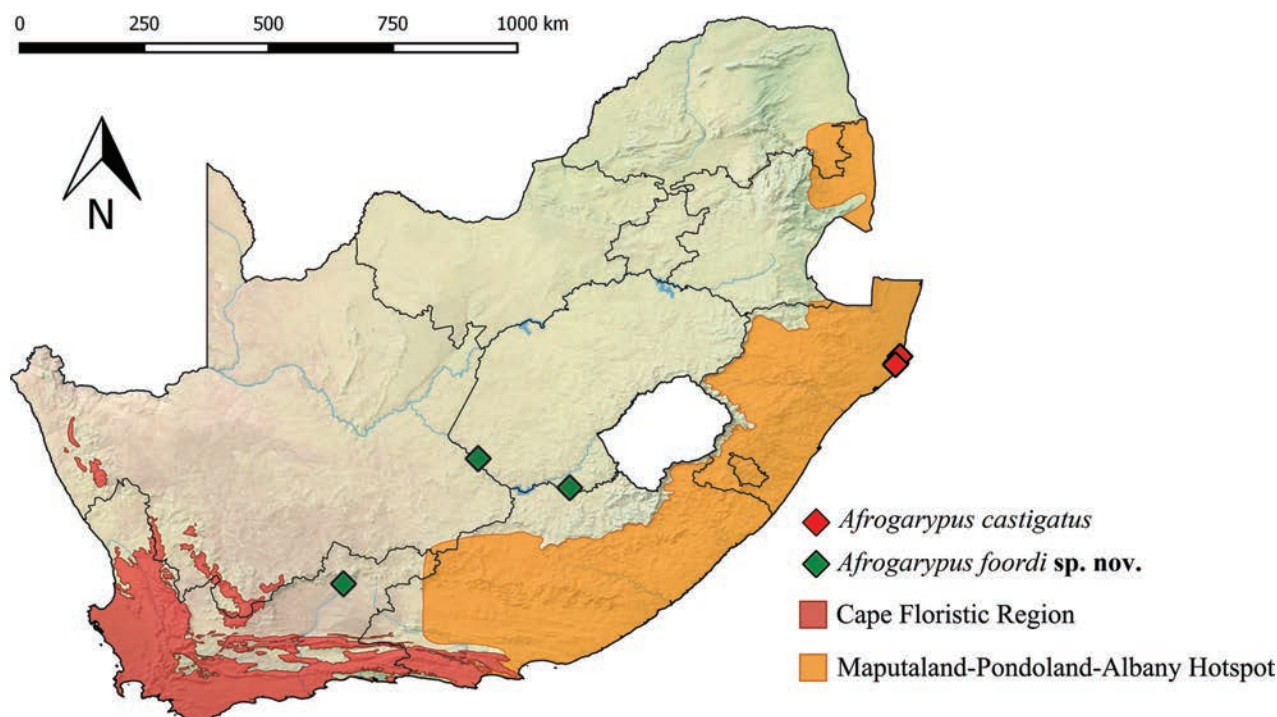 0 250 500 750 1000 km
N
Afrogarypus castigatus
Afrogarypus foordi sp. nov.
Cape Floristic Region
Maputaland-Pondoland-Albany Hotspot